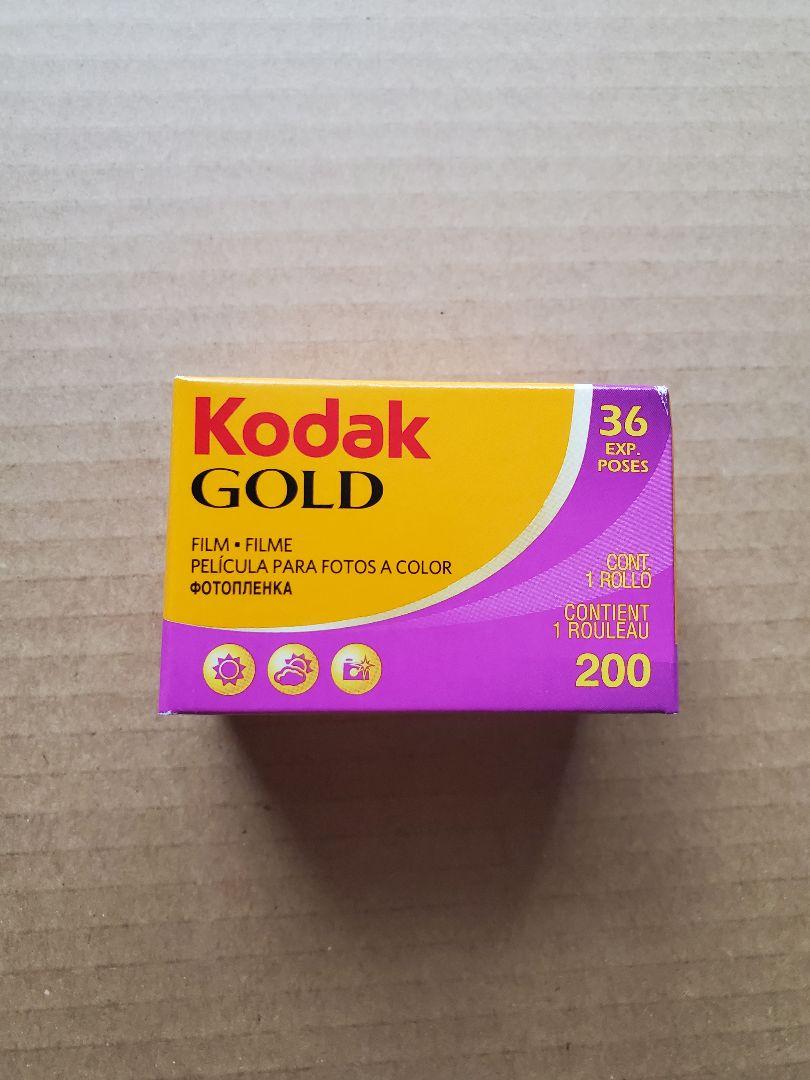 Kodak
GOLD
FILM • FILME
PELÍCULA PARA FOTOS A COLOR
ФОТОПЛЕНКА
36
EXP.
POSES
CONT.
1 ROLLO
CONTIENT
1 ROULEAU
200